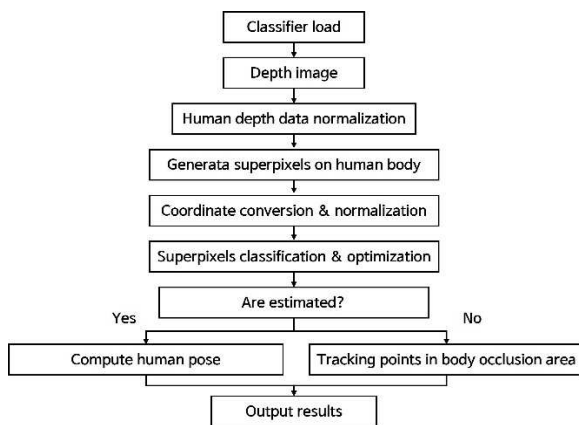 Classifier load
Depth image
Human depth data normalization
Generata superpixels on human body
Coordinate conversion & normalization
Superpixels classification & optimization
Are estimated?
Yes
No
Compute human pose
Tracking points in body occlusion area
Output results